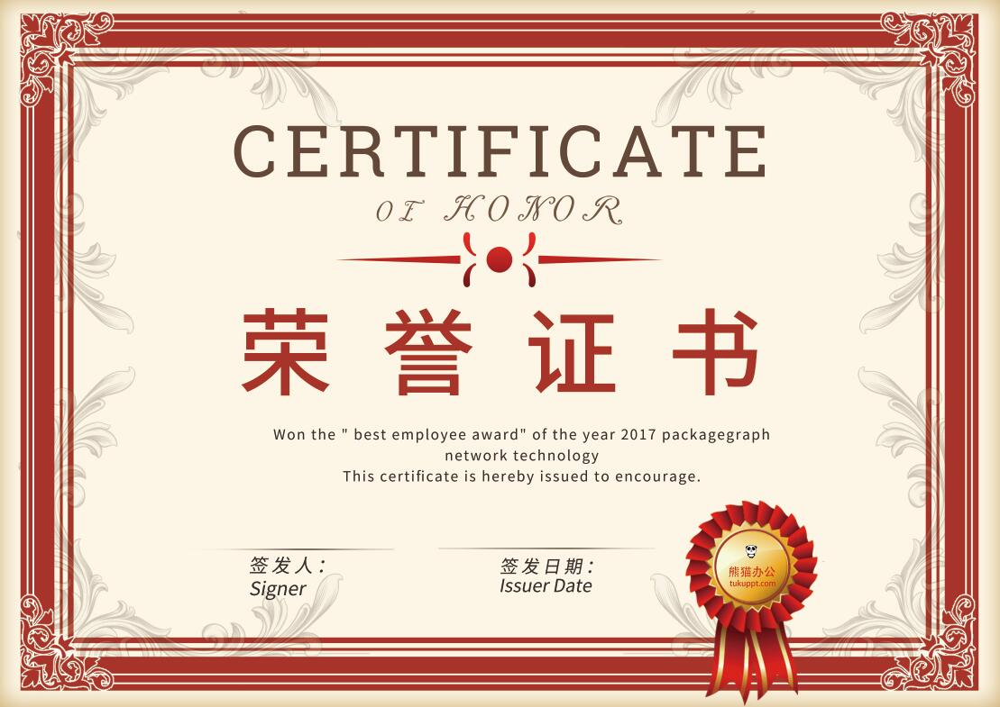 CERTIFICATE
OF HONOR
荣誉证书
Won the " best employee award" of the year 2017 packagegraph
network technology
This certificate is hereby issued to encourage.
签发人：
Signer
签发日期：
Issuer Date
熊猫办公
tukuppt.com